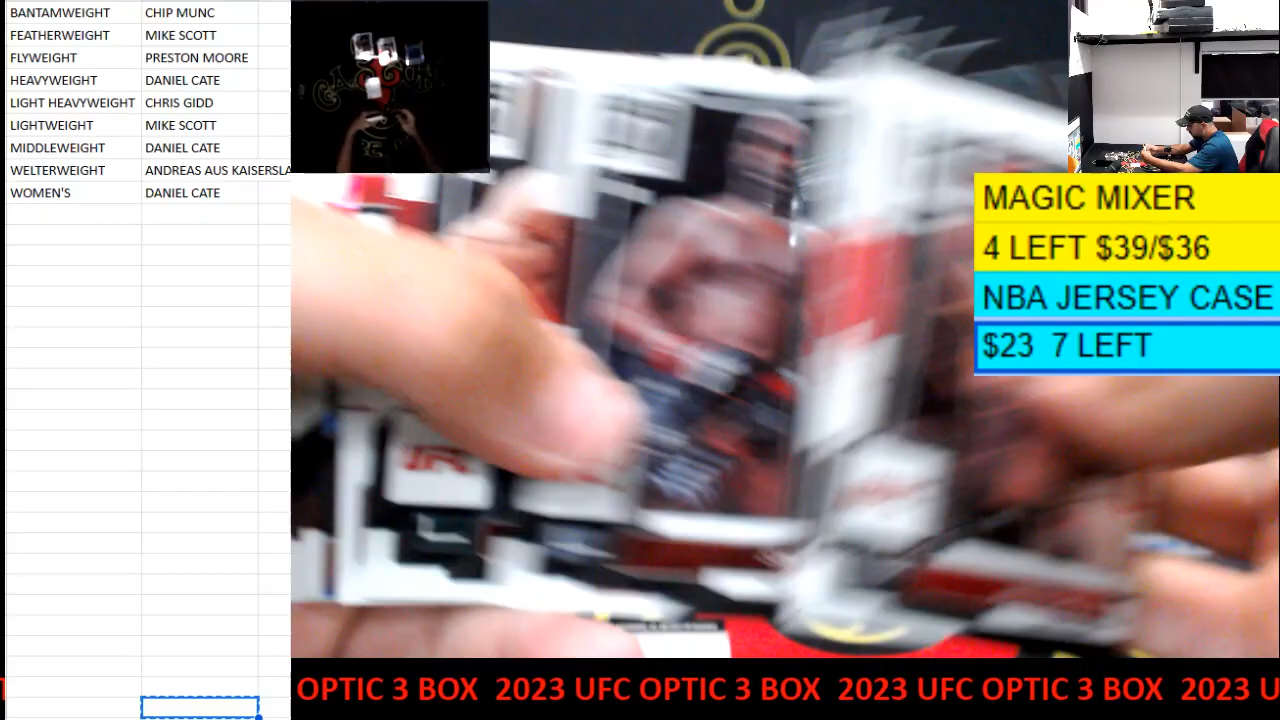 BANTAMWEIGHT CHIP MUNC
FEATHERWEIGHT MIKE SCOTT
FLYWEIGHT PRESTON MOORE
HEAVYWEIGHT DANIEL CATE
LIGHT HEAVYWEIGHT CHRIS GIDD
LIGHTWEIGHT MIKE SCOTT
MIDDLEWEIGHT DANIEL CATE
WELTERWEIGHT ANDREAS AUS KAISERSLA
WOMEN'S DANIEL CATE
MAGIC MIXER
4 LEFT $39/$36
NBA JERSEY CASE
$23 7 LEFT
UFC
OPTIC 3 BOX 2023 UFC OPTIC 3 BOX 2023 UFC OPTIC 3 BOX 2023 U